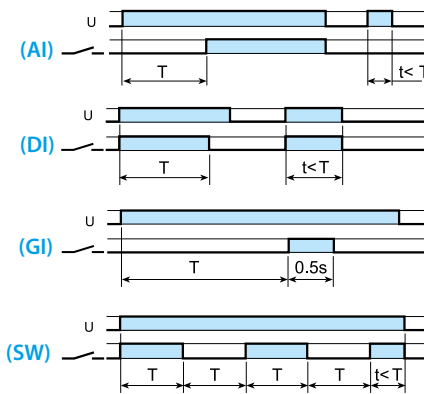 U
(AI)
T t< T
U
(DI)
T t< T
U
(GI)
T 0.5s
U
(SW)
T T T T t< T